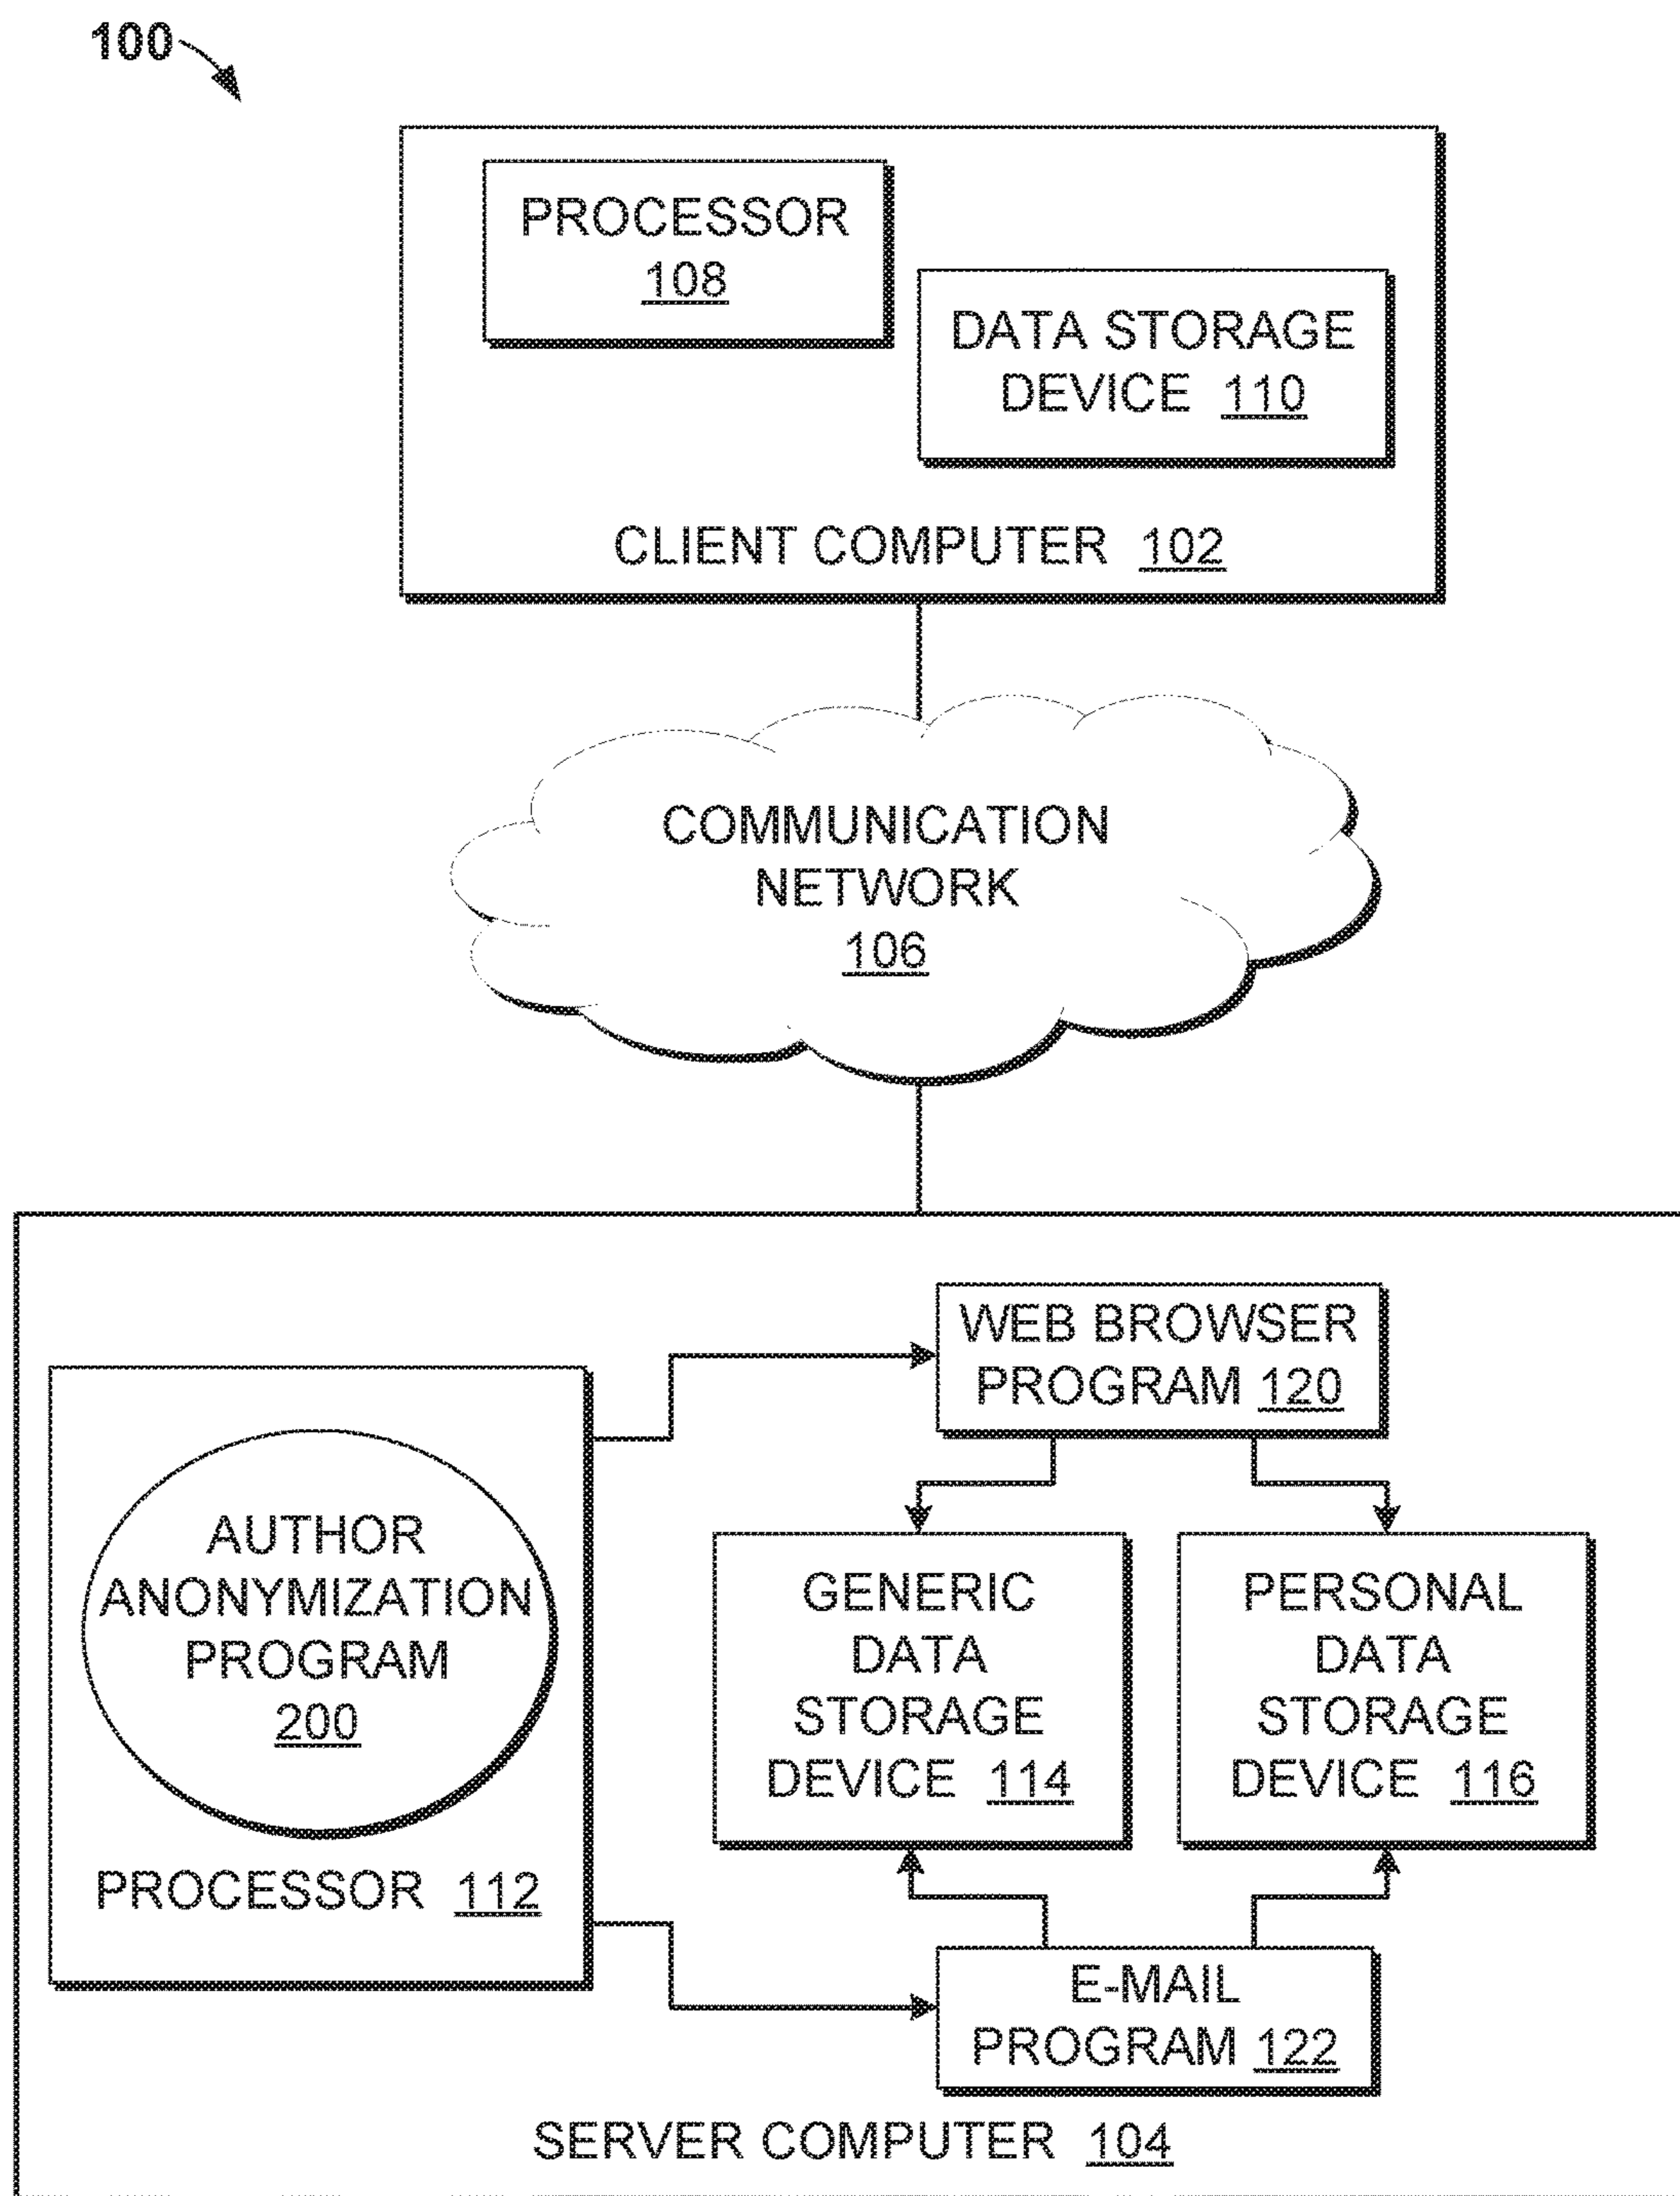 100
PROCESSOR
108
DATA STORAGE
DEVICE 110
CLIENT COMPUTER 102
COMMUNICATION
NETWORK
106
WEB BROWSER
PROGRAM 120
AUTHOR
ANONYMIZATION
PROGRAM
200
PROCESSOR 112
GENERIC
DATA
STORAGE
DEVICE 114
PERSONAL
DATA
STORAGE
DEVICE 116
E-MAIL
PROGRAM 122
SERVER COMPUTER 104